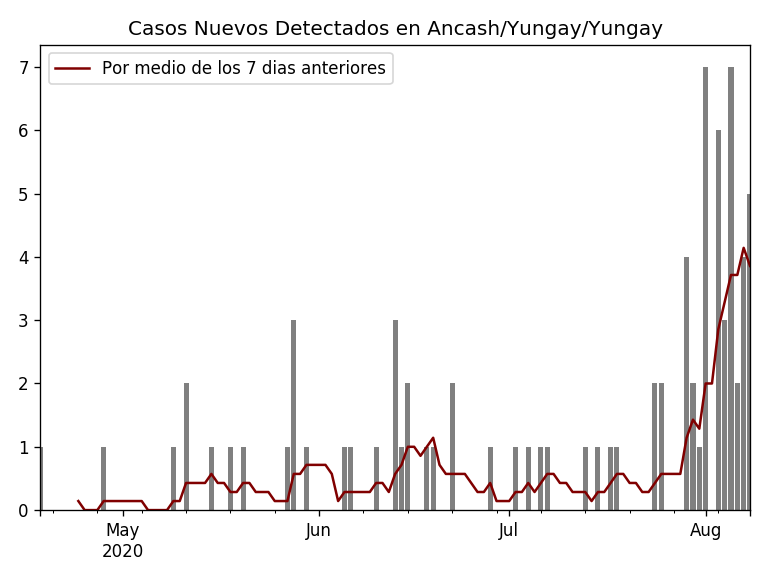 Casos Nuevos Detectados en Ancash/Yungay/Yungay
Por medio de los 7 dias anteriores
7
6
5
4
3
2
1
0
May
2020
Jun
Jul
Aug